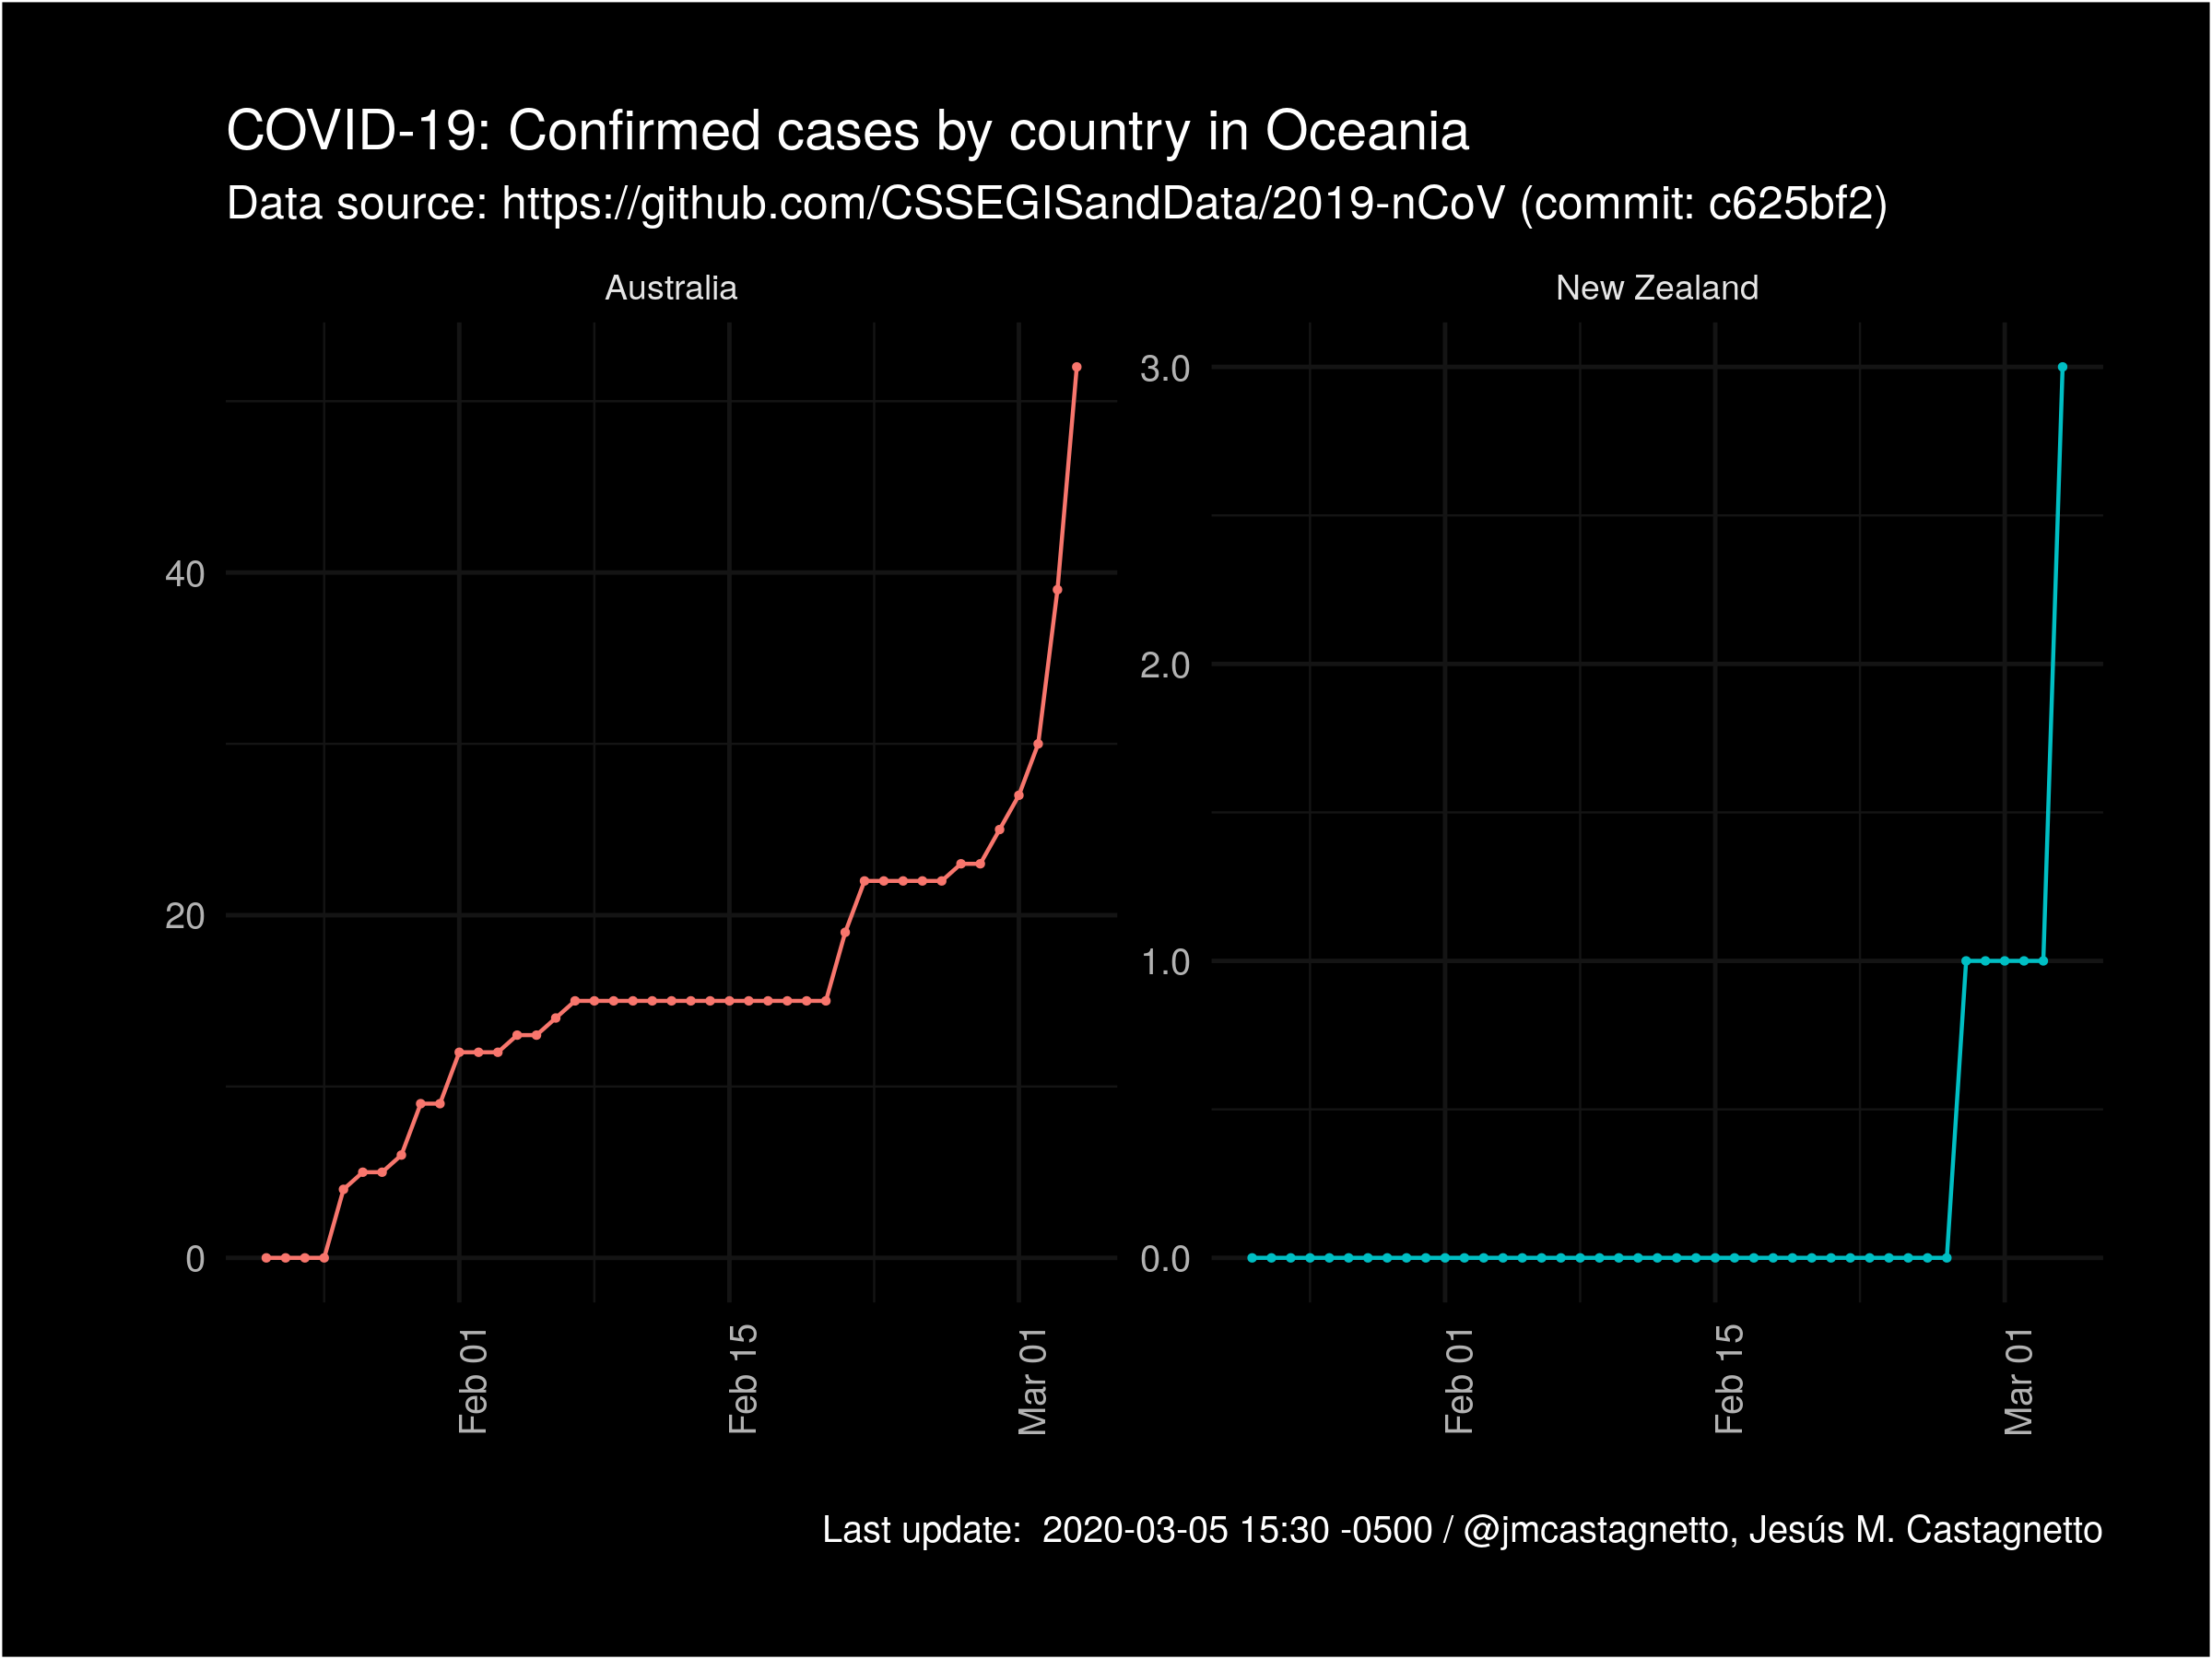 COVID-19: Confirmed cases by country in Oceania
Data source: https://github.com/CSSEGISandData/2019-nCoV (commit: c625bf2)
Australia
New Zealand
40
20
0
3.0
2.0
1.0
0.0
Feb 01
Feb 15
Mar 01
Feb 01
Feb 15
Mar 01
Last update:  2020-03-05 15:30 -0500 / @jmcastagnetto, Jesús M. Castagnetto